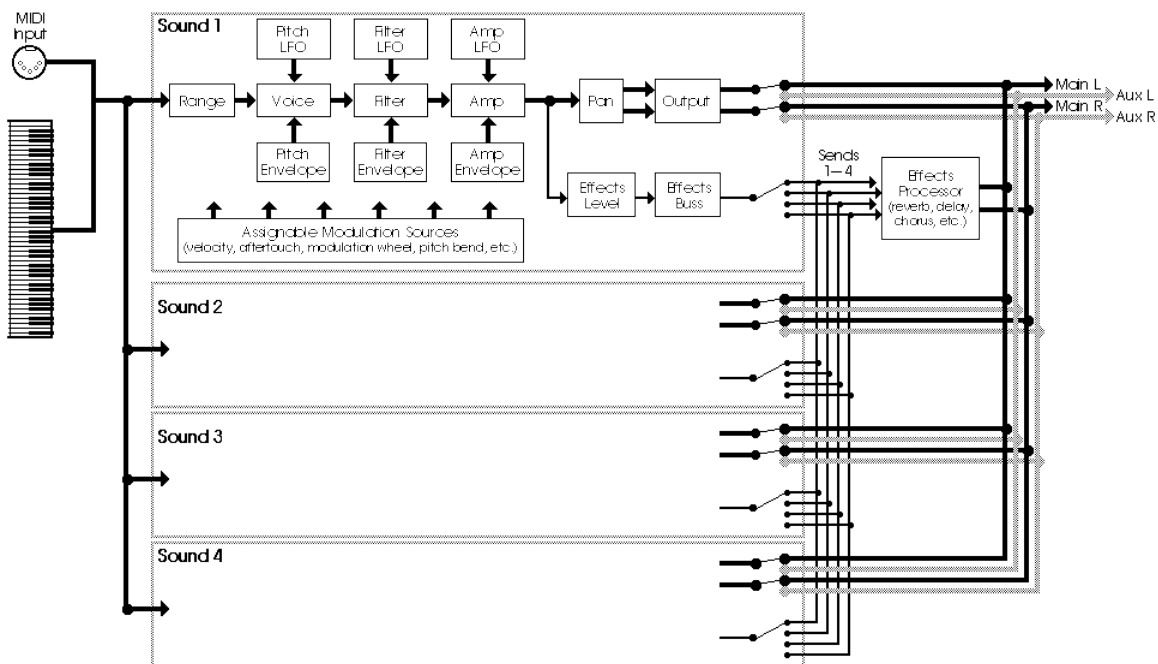 MIDI
Input
Sound 1
Pitch
LFO
Filter
LFO
Amp
LFO
Range
Voice
Filter
Amp
Pan
Output
Pitch
Envelope
Filter
Envelope
Amp
Envelope
Effects
Level
Effects
Buss
Assignable Modulation Sources
(velocity, aftertouch, modulation wheel, pitch bend, etc.)
Main L
Aux L
Main R
Aux R
Sends
1—4
Effects
Processor
(reverb, delay,
chorus, etc.)
Sound 2
Sound 3
Sound 4